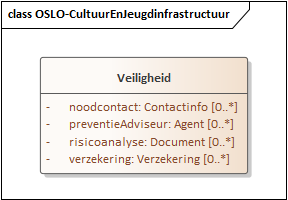 class OSLO-CultuurEnJeugdinfrastructuur
Veiligheid
- noodcontact: Contactinfo [0..*]
- preventieAdviseur: Agent [0..*]
- risicoanalyse: Document [0..*]
- verzekering: Verzekering [0..*]